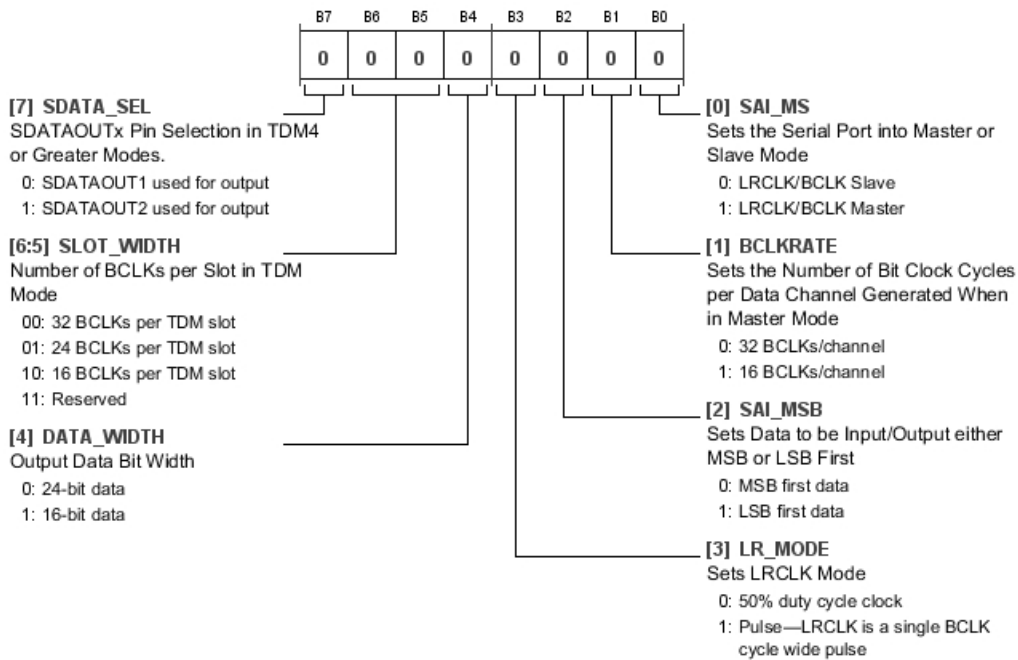 B7 B6 B5 B4 B3 B2 B1 B0
0 0 0 0 0 0 0 0
[7] SDATA_SEL
SDATAOUTx Pin Selection in TDM4
or Greater Modes.
0: SDATAOUT1 used for output
1: SDATAOUT2 used for output
[6:5] SLOT_WIDTH
Number of BCLKs per Slot in TDM
Mode
00: 32 BCLKs per TDM slot
01: 24 BCLKs per TDM slot
10: 16 BCLKs per TDM slot
11: Reserved
[4] DATA_WIDTH
Output Data Bit Width
0: 24-bit data
1: 16-bit data
[0] SAI_MS
Sets the Serial Port into Master or
Slave Mode
0: LRCLK/BCLK Slave
1: LRCLK/BCLK Master
[1] BCLKRATE
Sets the Number of Bit Clock Cycles
per Data Channel Generated When
in Master Mode
0: 32 BCLKs/channel
1: 16 BCLKs/channel
[2] SAI_MSB
Sets Data to be Input/Output either
MSB or LSB First
0: MSB first data
1: LSB first data
[3] LR_MODE
Sets LRCLK Mode
0: 50% duty cycle clock
1: Pulse—LRCLK is a single BCLK
cycle wide pulse